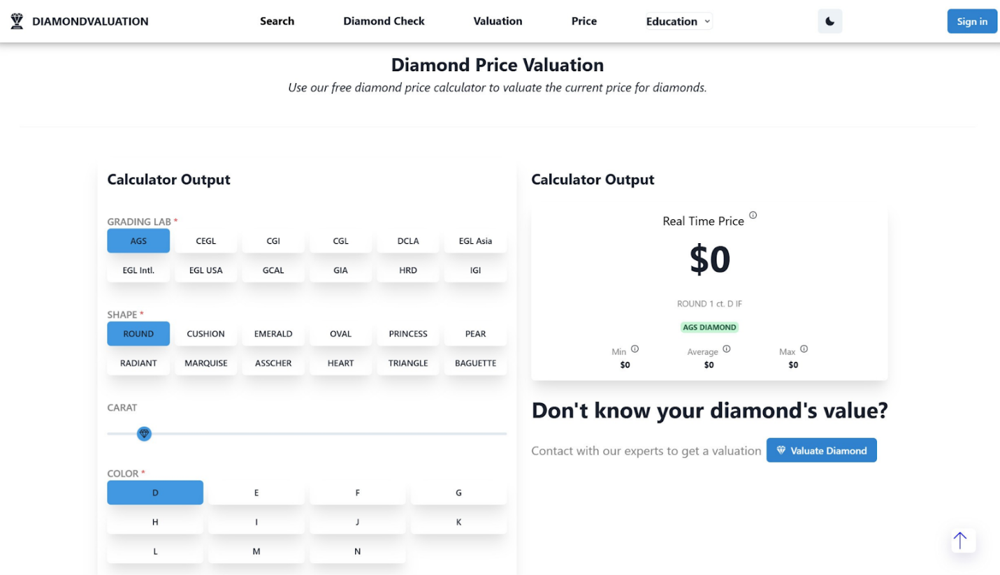 DIAMONDVALUATION Search Diamond Check Valuation Price Education Sign in
Diamond Price Valuation
Use our free diamond price calculator to valuate the current price for diamonds.
Calculator Output
GRADING LAB *
AGS CEGL CGI CGL DCLA EGL Asia
EGL Intl. EGL USA GCAL GIA HRD IGI
SHAPE *
ROUND CUSHION EMERALD OVAL PRINCESS PEAR
RADIANT MARQUISE ASSCHER HEART TRIANGLE BAGUETTE
CARAT
COLOR *
D E F G
H I J K
L M N
Calculator Output
Real Time Price
$0
ROUND 1 ct. D IF
AGS DIAMOND
Min Average Max
$0 $0 $0
Don't know your diamond's value?
Contact with our experts to get a valuation Valuate Diamond